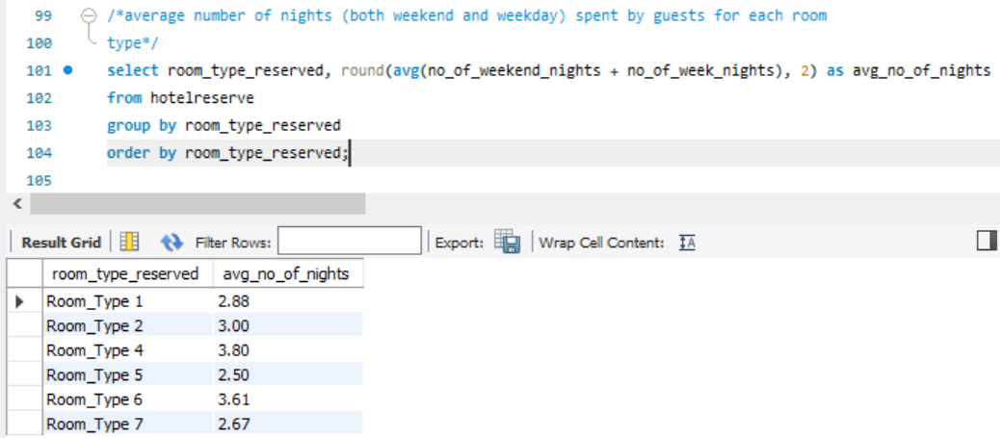 99 /*average number of nights (both weekend and weekday) spent by guests for each room
100 type*/
101 select room_type_reserved, round(avg(no_of_weekend_nights + no_of_week_nights), 2) as avg_no_of_nights
102 from hotelreserve
103 group by room_type_reserved
104 order by room_type_reserved;
105
Result Grid Filter Rows: Export: Wrap Cell Content: IA
room_type_reserved avg_no_of_nights
Room_Type 1 2.88
Room_Type 2 3.00
Room_Type 4 3.80
Room_Type 5 2.50
Room_Type 6 3.61
Room_Type 7 2.67